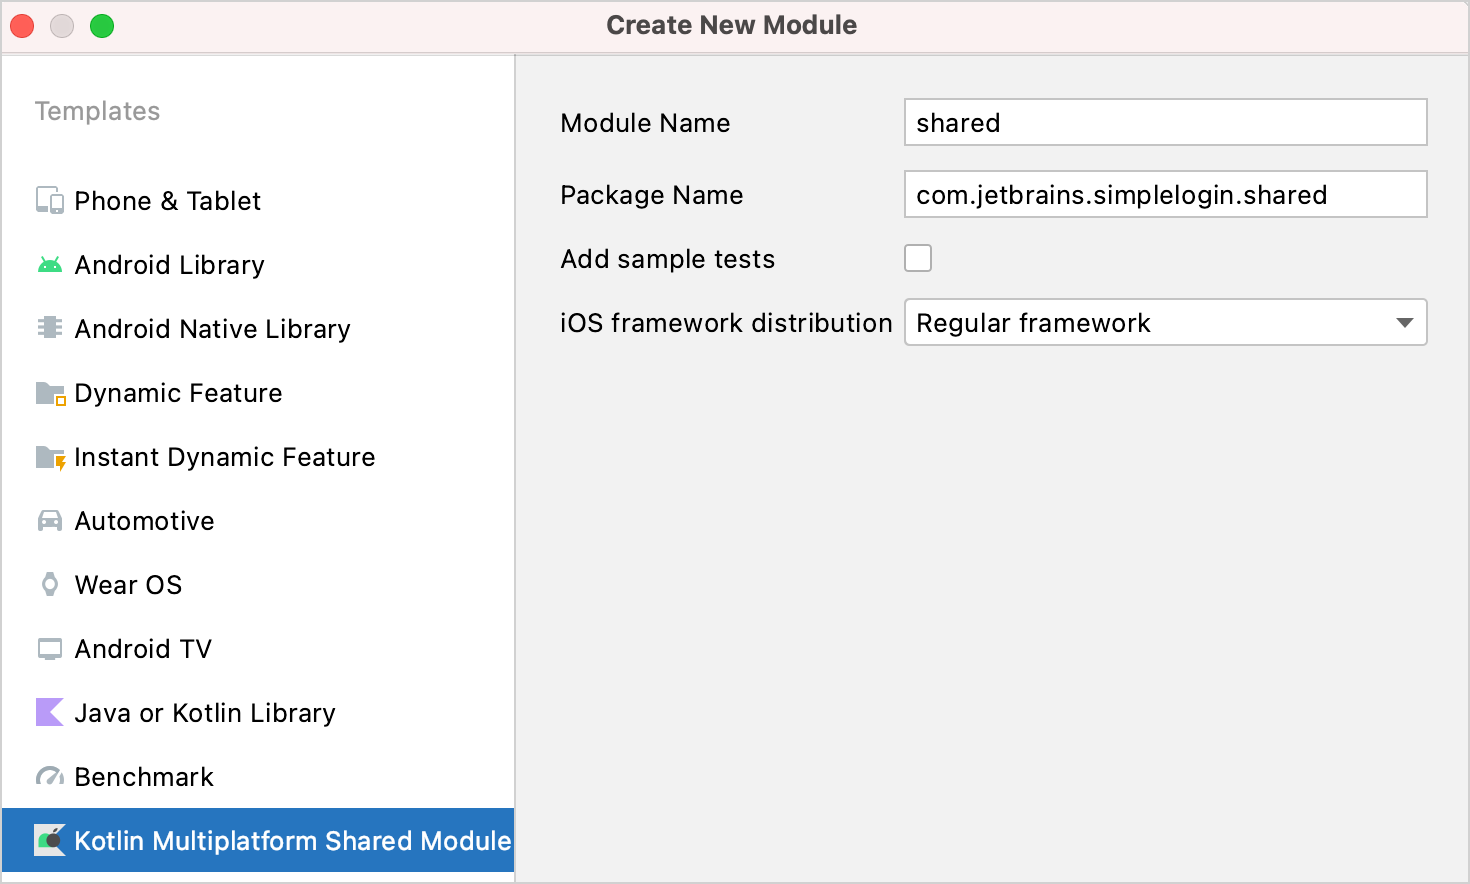 Create New Module
Templates
Phone & Tablet
Android Library
Android Native Library
Dynamic Feature
Instant Dynamic Feature
Automotive
Wear OS
Android TV
Java or Kotlin Library
Benchmark
Kotlin Multiplatform Shared Module
Module Name shared
Package Name com.jetbrains.simplelogin.shared
Add sample tests
iOS framework distribution Regular framework